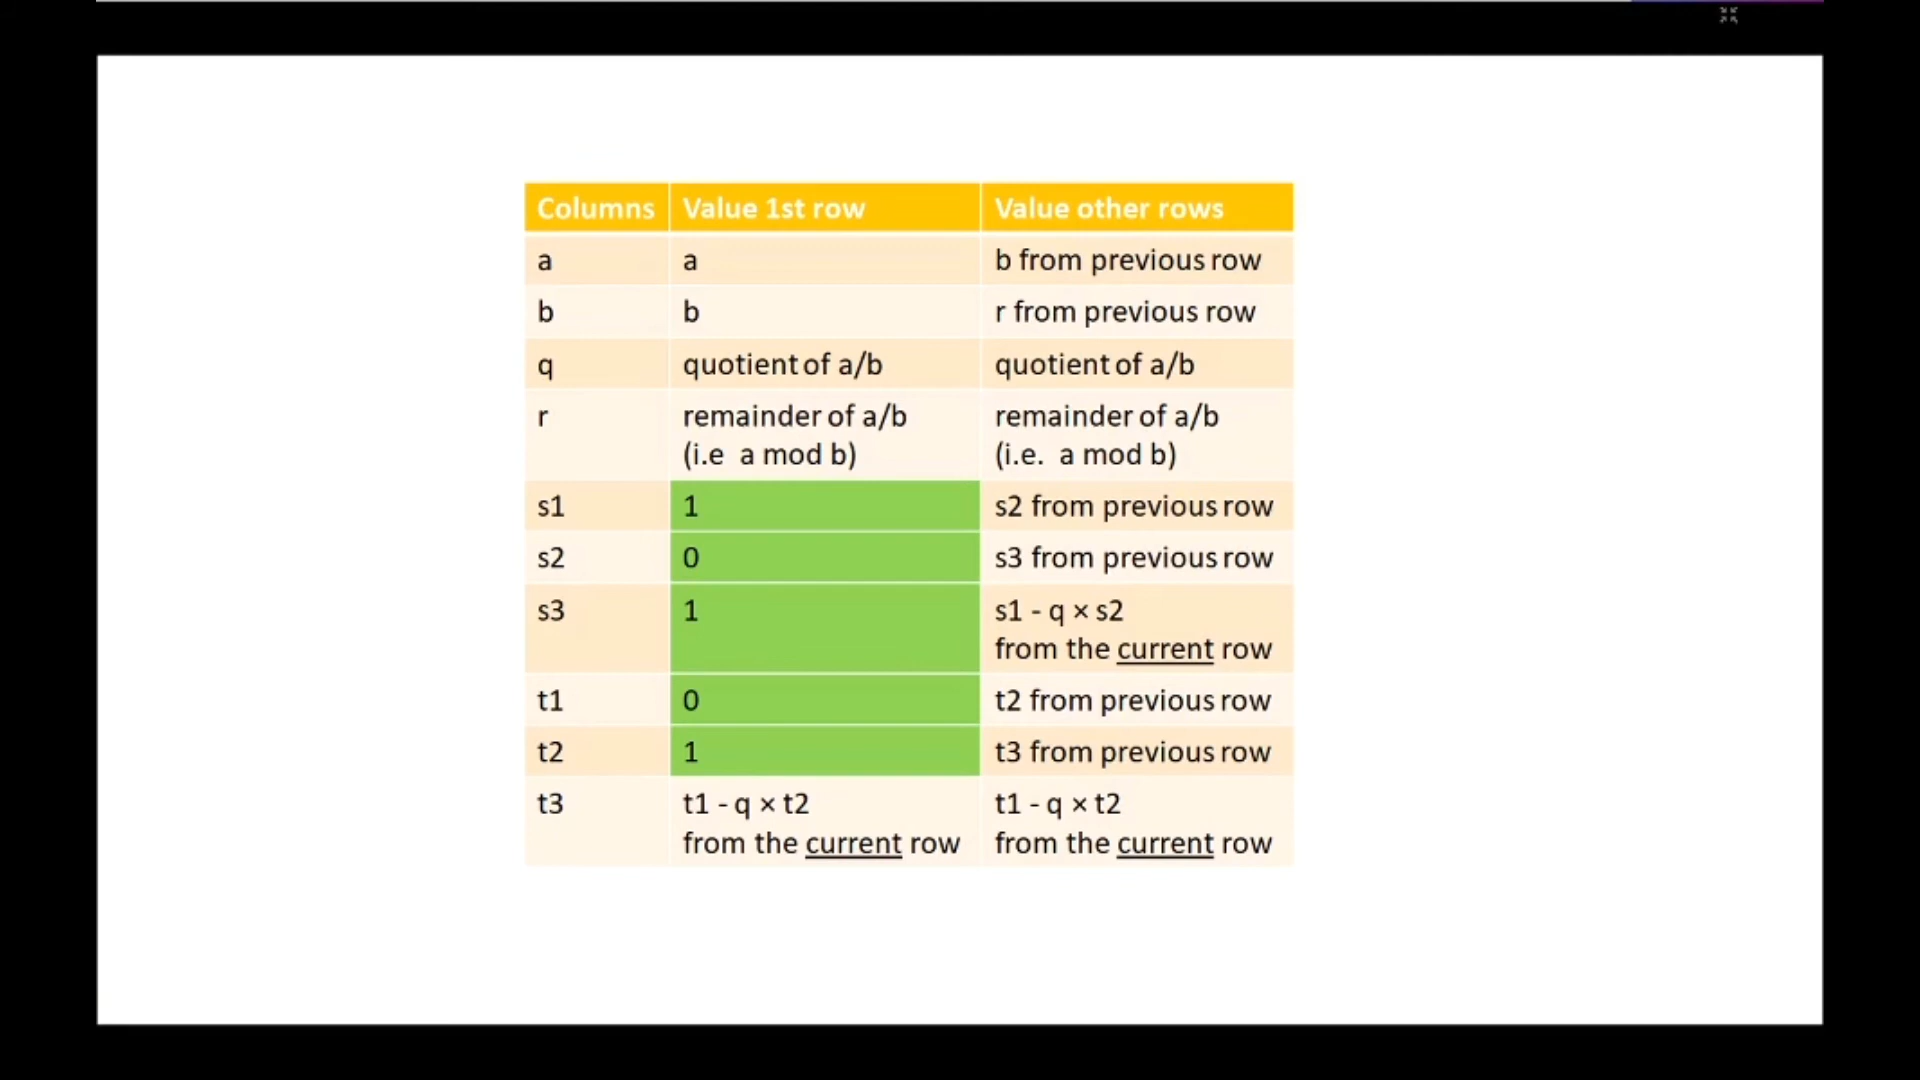 Columns Value 1st row Value other rows
a a b from previous row
b b r from previous row
q quotient of a/b quotient of a/b
r remainder of a/b remainder of a/b
(i.e a mod b) (i.e. a mod b)
s1 1 s2 from previous row
s2 0 s3 from previous row
s3 1 s1 - q × s2
from the current row
t1 0 t2 from previous row
t2 1 t3 from previous row
t3 t1 - q × t2 t1 - q × t2
from the current row from the current row